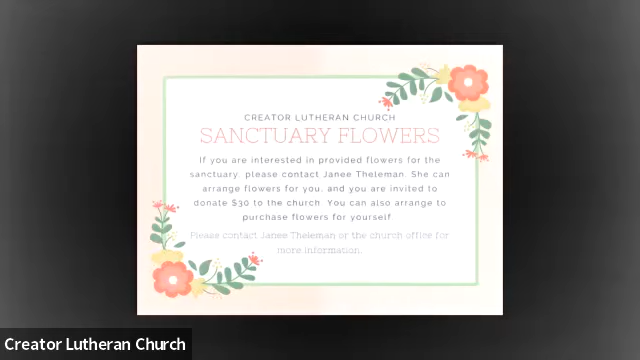 CREATOR LUTHERAN CHURCH
SANCTUARY FLOWERS
If you are interested in provided flowers for the
sanctuary, please contact Janee Theleman. She can
arrange flowers for you, and you are invited to
donate $30 to the church. You can also arrange to
purchase flowers for yourself.
Please contact Janee Theleman or the church office for
more information.
Creator Lutheran Church